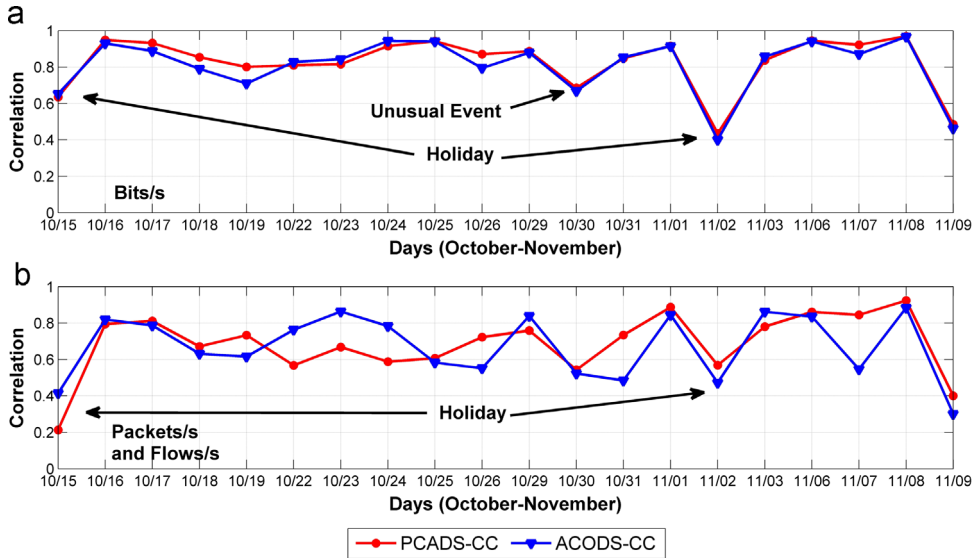 a
1
0.8
0.6
0.4
0.2
0
Correlation
Unusual Event
Holiday
Bits/s
10/15 10/16 10/17 10/18 10/19 10/22 10/23 10/24 10/25 10/26 10/29 10/30 10/31 11/01 11/02 11/03 11/06 11/07 11/08 11/09
Days (October-November)
b
1
0.8
0.6
0.4
0.2
0
Correlation
Holiday
Packets/s
and Flows/s
10/15 10/16 10/17 10/18 10/19 10/22 10/23 10/24 10/25 10/26 10/29 10/30 10/31 11/01 11/02 11/03 11/06 11/07 11/08 11/09
Days (October-November)
PCADS-CC ACODS-CC